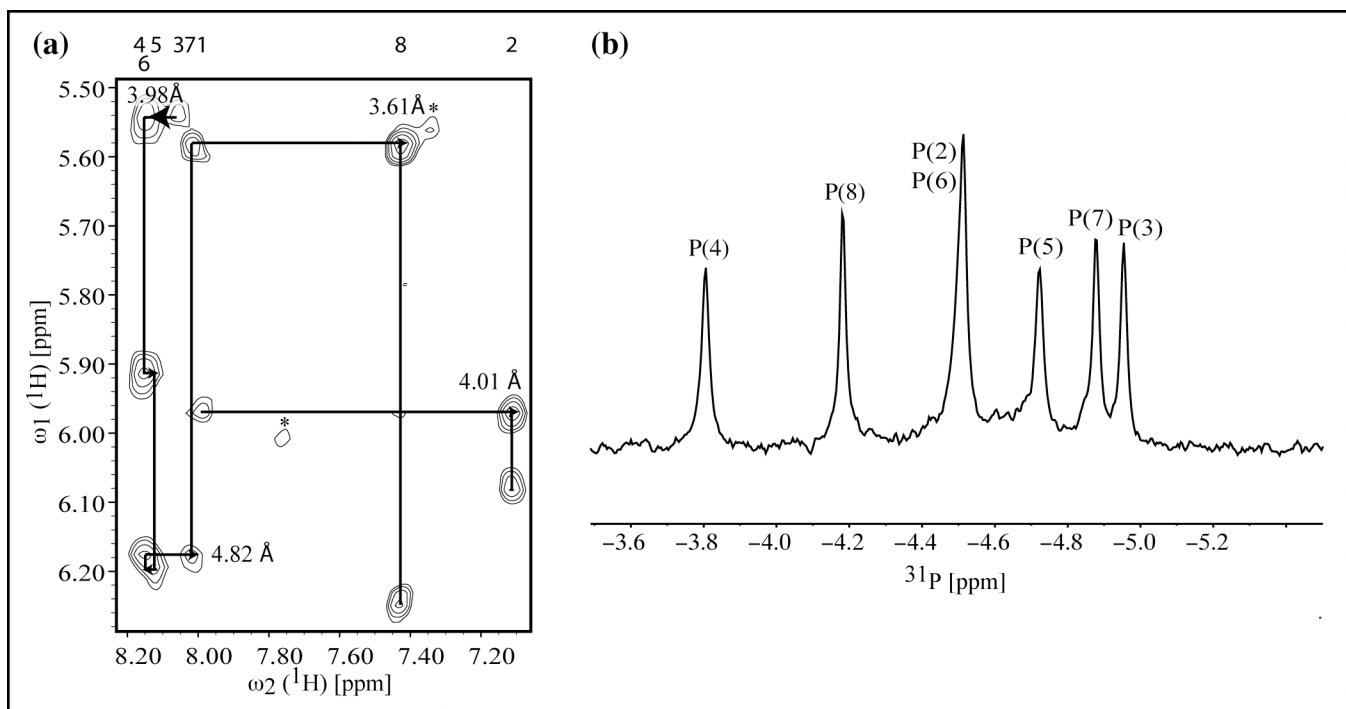 (a)
4 5 371 8 2
6
5.50
5.60
5.70
5.80
5.90
6.00
6.10
6.20
ω1 (¹H) [ppm]
3.98Å
3.61Å *
4.01 Å
*
4.82 Å
8.20 8.00 7.80 7.60 7.40 7.20
ω2 (¹H) [ppm]
(b)
P(4)
P(8)
P(2)
P(6)
P(5)
P(7)
P(3)
−3.6 −3.8 −4.0 −4.2 −4.4 −4.6 −4.8 −5.0 −5.2
³¹P [ppm]